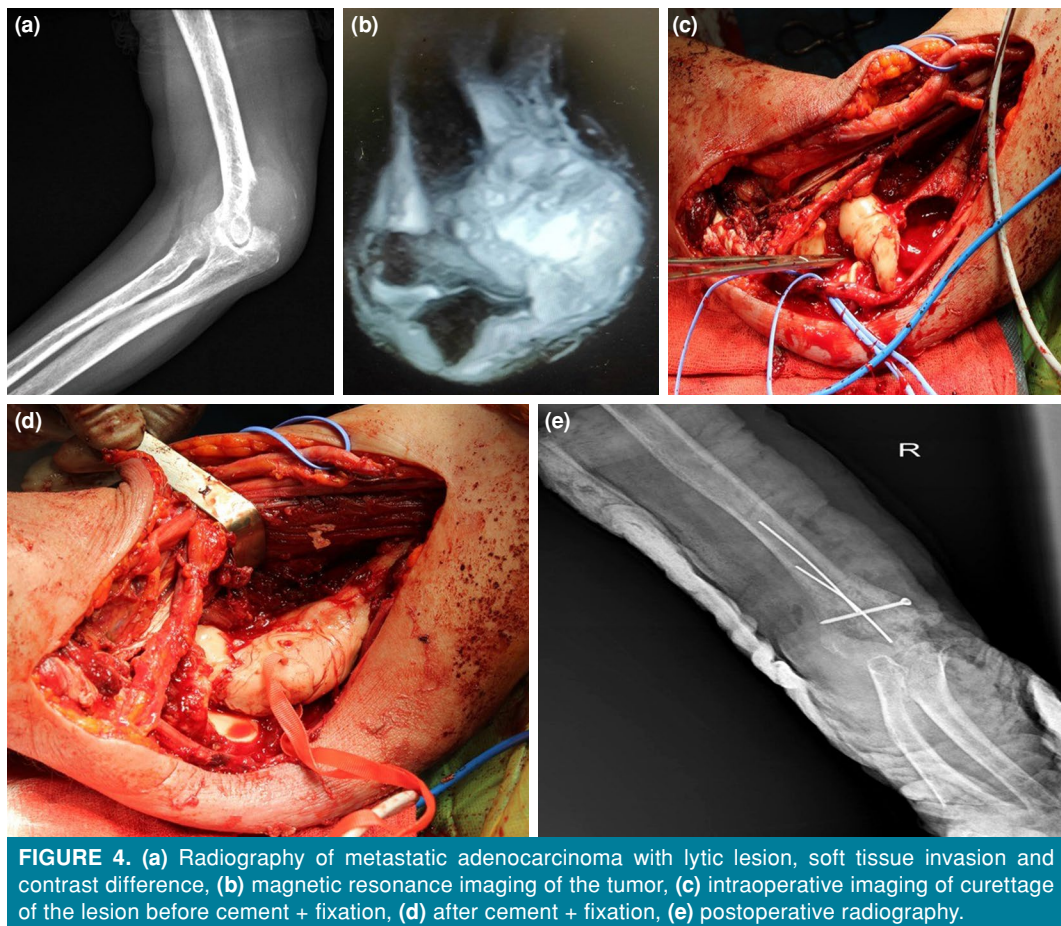 (a)
(b)
(c)
(d)
(e)
R
FIGURE 4. (a) Radiography of metastatic adenocarcinoma with lytic lesion, soft tissue invasion and
contrast difference, (b) magnetic resonance imaging of the tumor, (c) intraoperative imaging of curettage
of the lesion before cement + fixation, (d) after cement + fixation, (e) postoperative radiography.